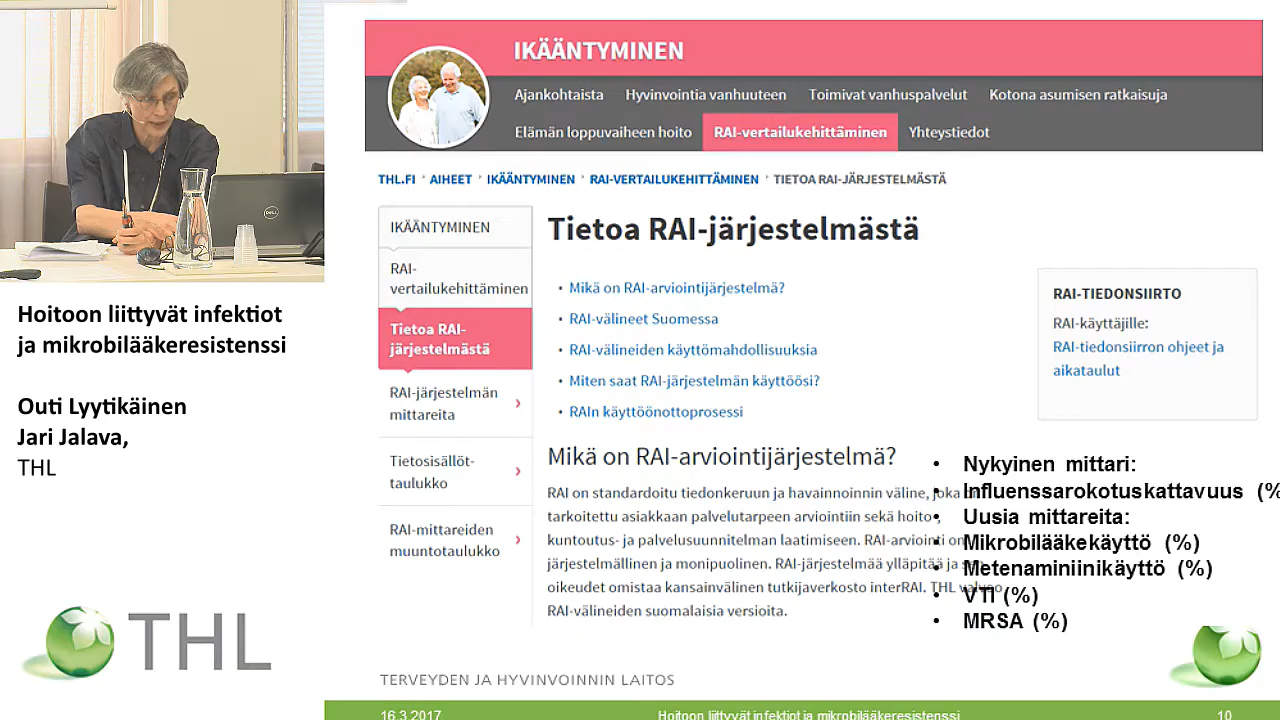 IKÄÄNTYMINEN
Ajankohtaista Hyvinvointia vanhuuteen Toimivat vanhuspalvelut Kotona asumisen ratkaisuja
Elämän loppuvaiheen hoito RAI-vertailukehittäminen Yhteystiedot
THL.FI AIHEET IKÄÄNTYMINEN RAI-VERTAILUKEHITTÄMINEN TIETOA RAI-JÄRJESTELMÄSTÄ
IKÄÄNTYMINEN
RAI-
vertailukehittäminen
Tietoa RAI-
järjestelmästä
RAI-järjestelmän
mittareita
Tietosisällöt-
taulukko
RAI-mittareiden
muuntotaulukko
Tietoa RAI-järjestelmästä
• Mikä on RAI-arviointijärjestelmä?
• RAI-välineet Suomessa
• RAI-välineiden käyttömahdollisuuksia
• Miten saat RAI-järjestelmän käyttöösi?
• RAIn käyttöönottoprosessi
RAI-TIEDONSIIRTO
RAI-käyttäjille:
RAI-tiedonsiirron ohjeet ja
aikataulut
Mikä on RAI-arviointijärjestelmä?
RAI on standardoitu tiedonkeruun ja havainnoinnin väline, joka on
tarkoitettu asiakkaan palvelutarpeen arviointiin sekä hoito-,
kuntoutus- ja palvelusuunnitelman laatimiseen. RAI-arviointi on
järjestelmällinen ja monipuolinen. RAI-järjestelmää ylläpitää ja sen
oikeudet omistaa kansainvälinen tutkijaverkosto interRAI. THL valvoo
RAI-välineiden suomalaisia versioita.
• Nykyinen mittari:
• Influenssarokotuskattavuus (%
• Uusia mittareita:
• Mikrobilääkekäyttö (%)
• Metenaminiinikäyttö (%)
• VTI (%)
• MRSA (%)
DELL
Hoitoon liittyvät infektiot
ja mikrobilääkeresistenssi
Outi Lyytikäinen
Jari Jalava,
THL
THL
TERVEYDEN JA HYVINVOINNIN LAITOS
16.3.2017 Hoitoon liittyvät infektiot ja mikrobilääkeresistenssi 10